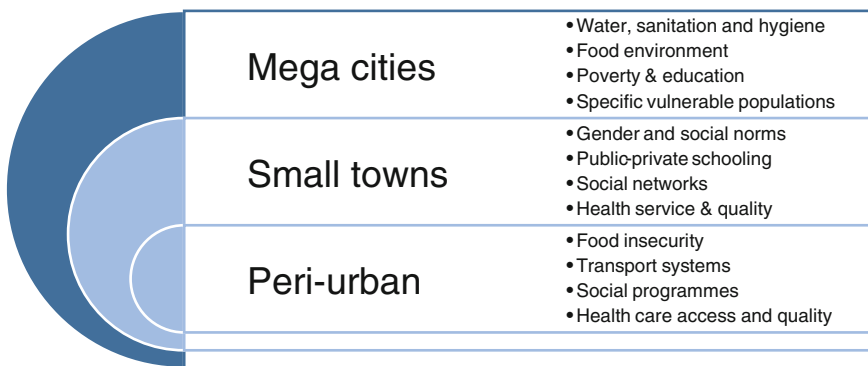 Mega cities
•Water, sanitation and hygiene
•Food environment
•Poverty & education
•Specific vulnerable populations
Small towns
•Gender and social norms
•Public-private schooling
•Social networks
•Health service & quality
Peri-urban
•Food insecurity
•Transport systems
•Social programmes
•Health care access and quality